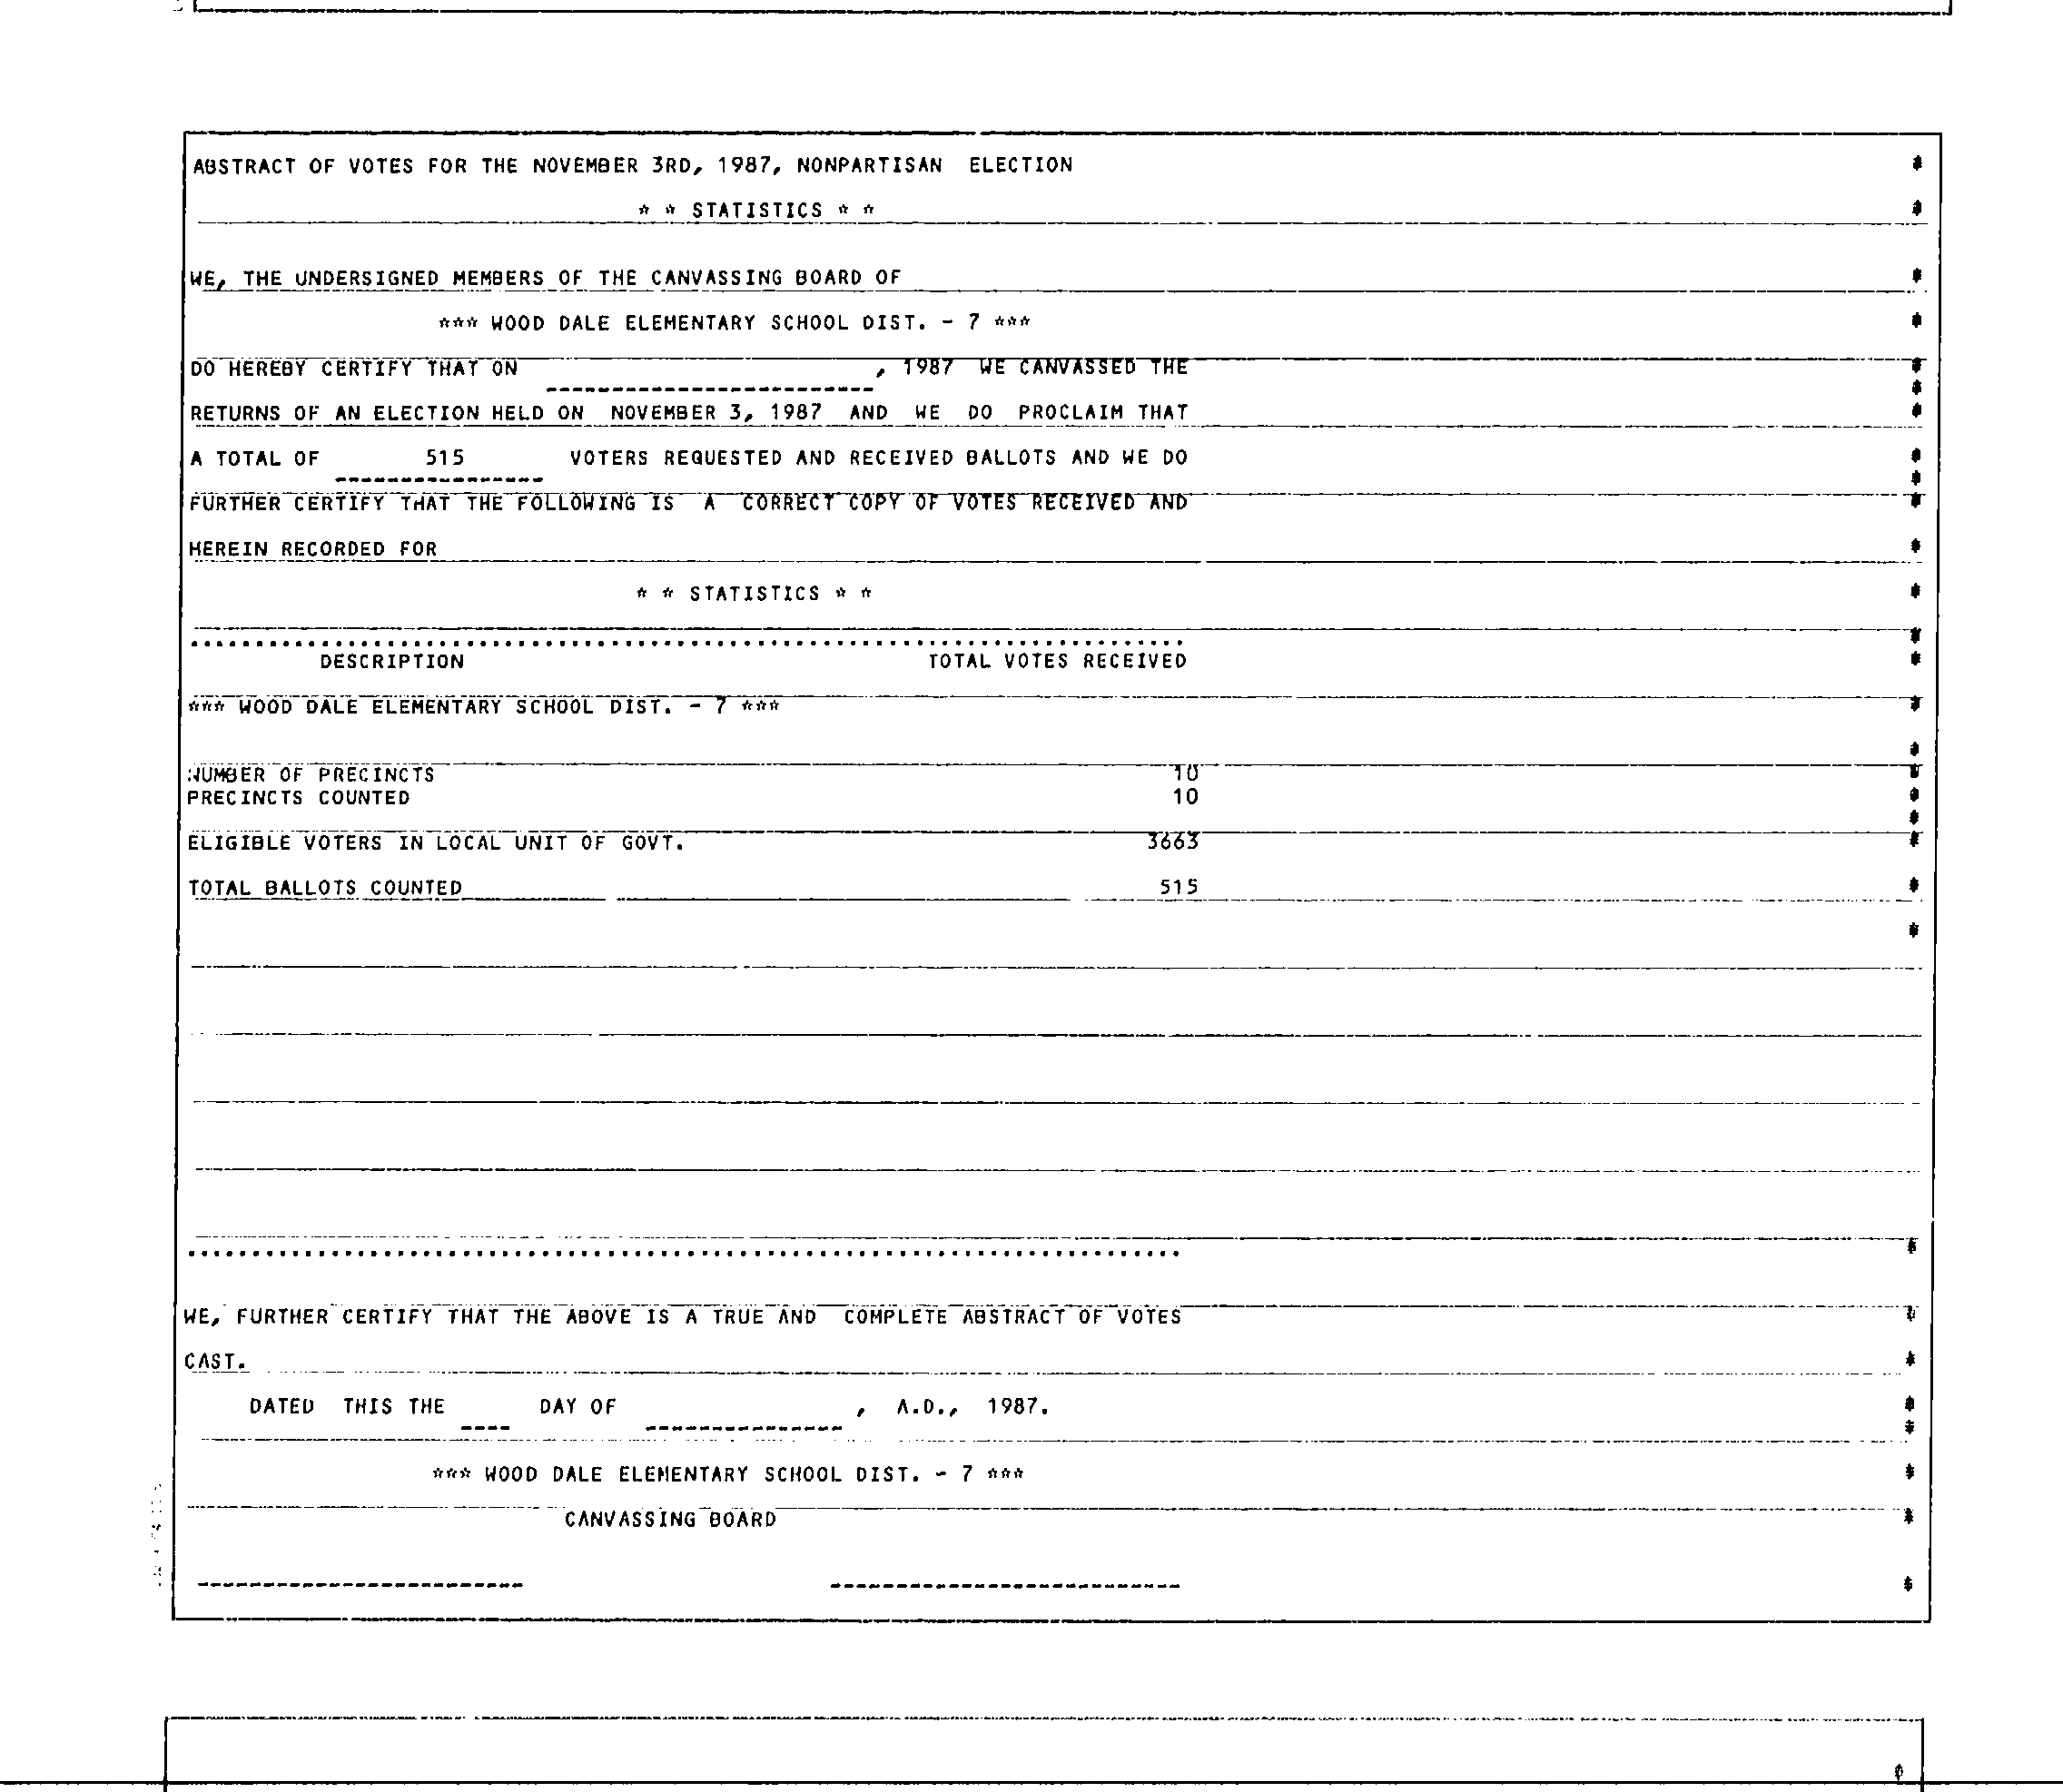 ABSTRACT OF VOTES FOR THE NOVEMBER 3RD, 1987, NONPARTISAN ELECTION
* * STATISTICS * *
WE, THE UNDERSIGNED MEMBERS OF THE CANVASSING BOARD OF
*** WOOD DALE ELEMENTARY SCHOOL DIST. - 7 ***
DO HEREBY CERTIFY THAT ON , 1987 WE CANVASSED THE
RETURNS OF AN ELECTION HELD ON NOVEMBER 3, 1987 AND WE DO PROCLAIM THAT
A TOTAL OF 515 VOTERS REQUESTED AND RECEIVED BALLOTS AND WE DO
FURTHER CERTIFY THAT THE FOLLOWING IS A CORRECT COPY OF VOTES RECEIVED AND
HEREIN RECORDED FOR
* * STATISTICS * *
DESCRIPTION TOTAL VOTES RECEIVED
*** WOOD DALE ELEMENTARY SCHOOL DIST. - 7 ***
NUMBER OF PRECINCTS 10
PRECINCTS COUNTED 10
ELIGIBLE VOTERS IN LOCAL UNIT OF GOVT. 3663
TOTAL BALLOTS COUNTED 515
WE, FURTHER CERTIFY THAT THE ABOVE IS A TRUE AND COMPLETE ABSTRACT OF VOTES
CAST.
DATED THIS THE ---- DAY OF --------------- , A.D., 1987.
*** WOOD DALE ELEMENTARY SCHOOL DIST. - 7 ***
CANVASSING BOARD